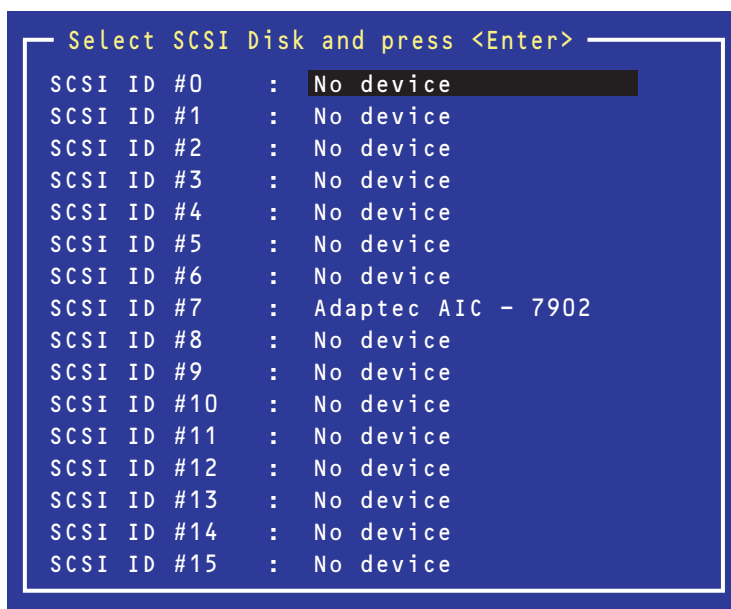 Select SCSI Disk and press <Enter>
SCSI ID #0 : No device
SCSI ID #1 : No device
SCSI ID #2 : No device
SCSI ID #3 : No device
SCSI ID #4 : No device
SCSI ID #5 : No device
SCSI ID #6 : No device
SCSI ID #7 : Adaptec AIC – 7902
SCSI ID #8 : No device
SCSI ID #9 : No device
SCSI ID #10 : No device
SCSI ID #11 : No device
SCSI ID #12 : No device
SCSI ID #13 : No device
SCSI ID #14 : No device
SCSI ID #15 : No device